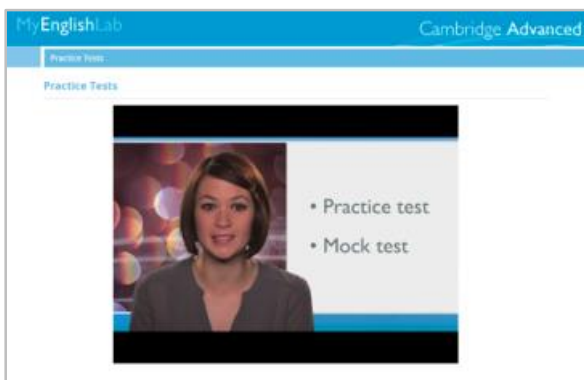 MyEnglishLab
Cambridge Advanced
Practice Tests
Practice Tests
• Practice test
• Mock test